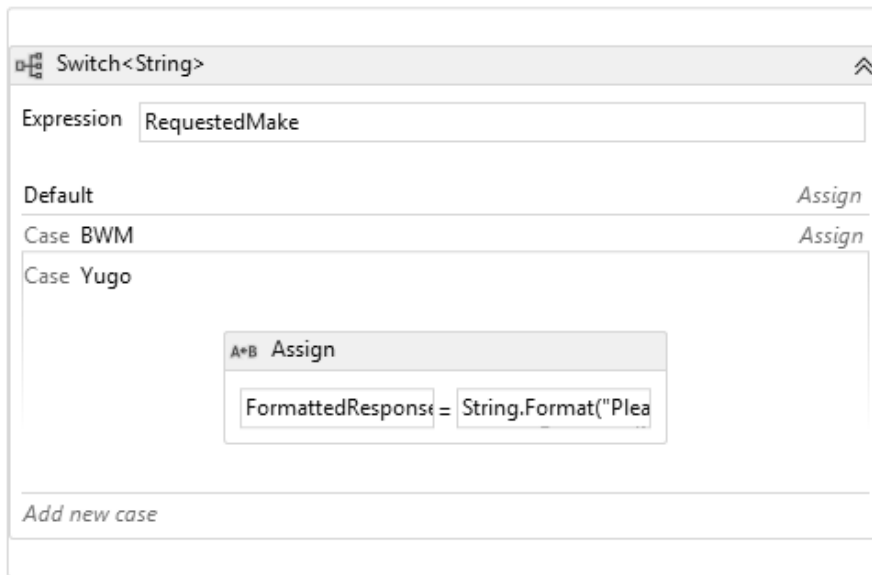 Switch<String>
Expression RequestedMake
Default Assign
Case BWM Assign
Case Yugo
A+B Assign
FormattedResponse = String.Format("Plea
Add new case